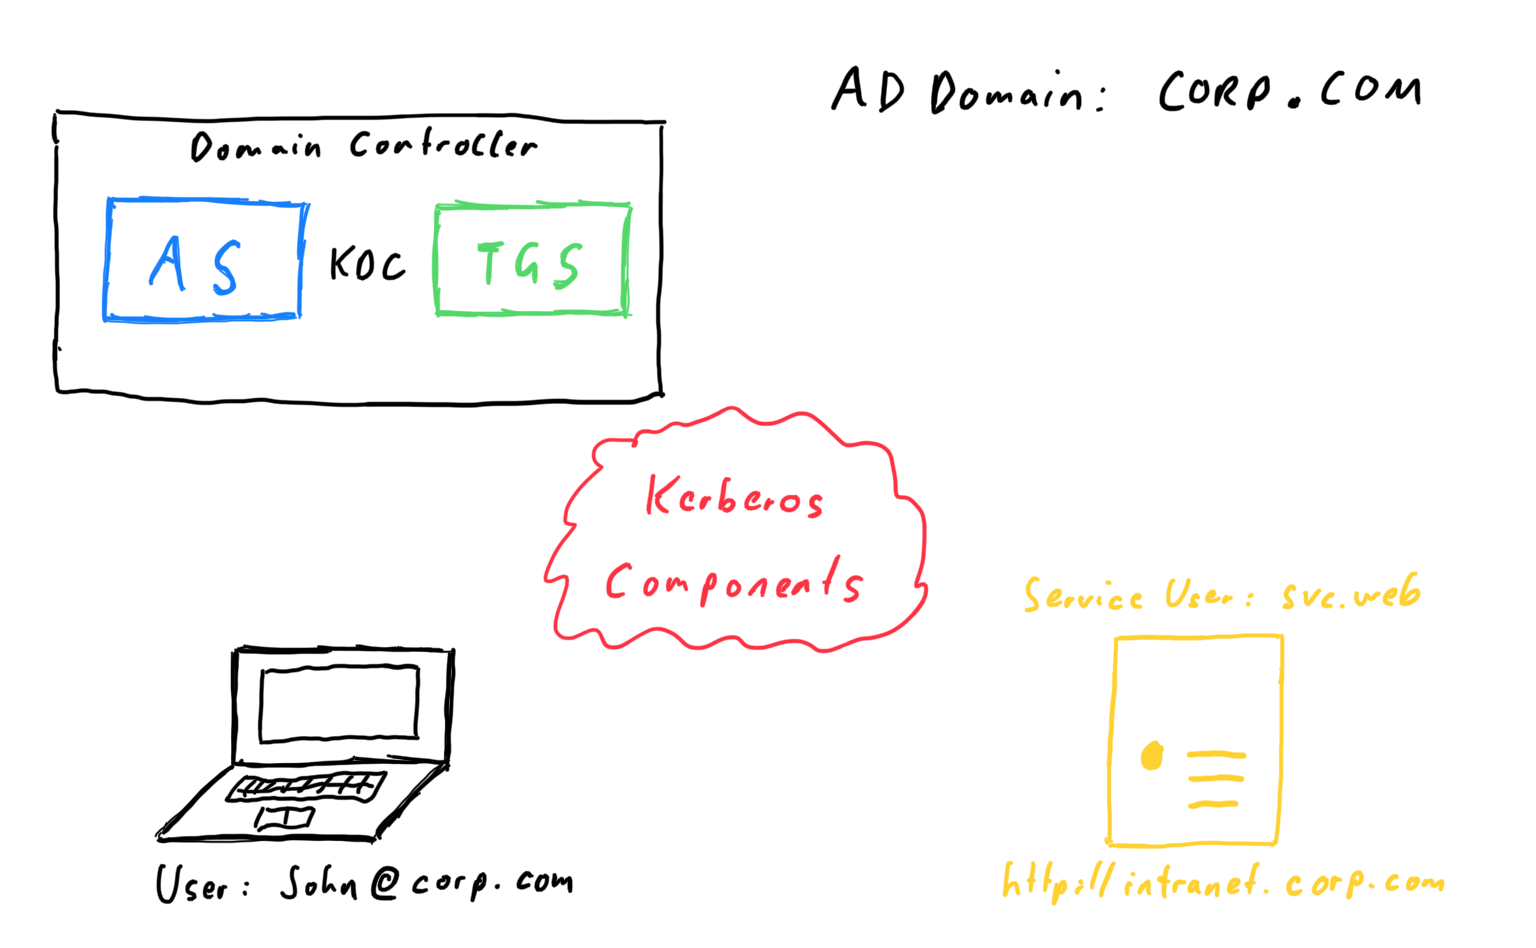 AD Domain: CORP.COM
Domain Controller
AS KDC TGS
Kerberos
Components
Service User: svc.web
User: John@corp.com
http://intranet.corp.com